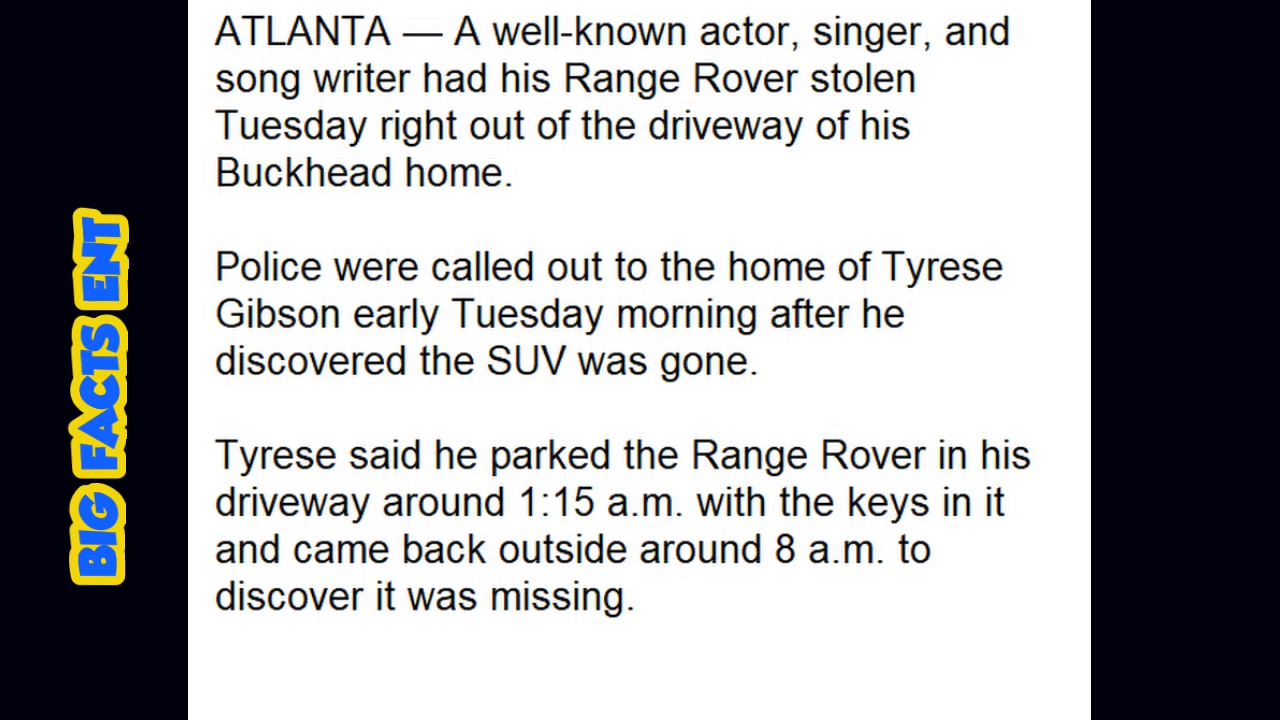 BIG FACTS ENT
ATLANTA — A well-known actor, singer, and
song writer had his Range Rover stolen
Tuesday right out of the driveway of his
Buckhead home.
Police were called out to the home of Tyrese
Gibson early Tuesday morning after he
discovered the SUV was gone.
Tyrese said he parked the Range Rover in his
driveway around 1:15 a.m. with the keys in it
and came back outside around 8 a.m. to
discover it was missing.